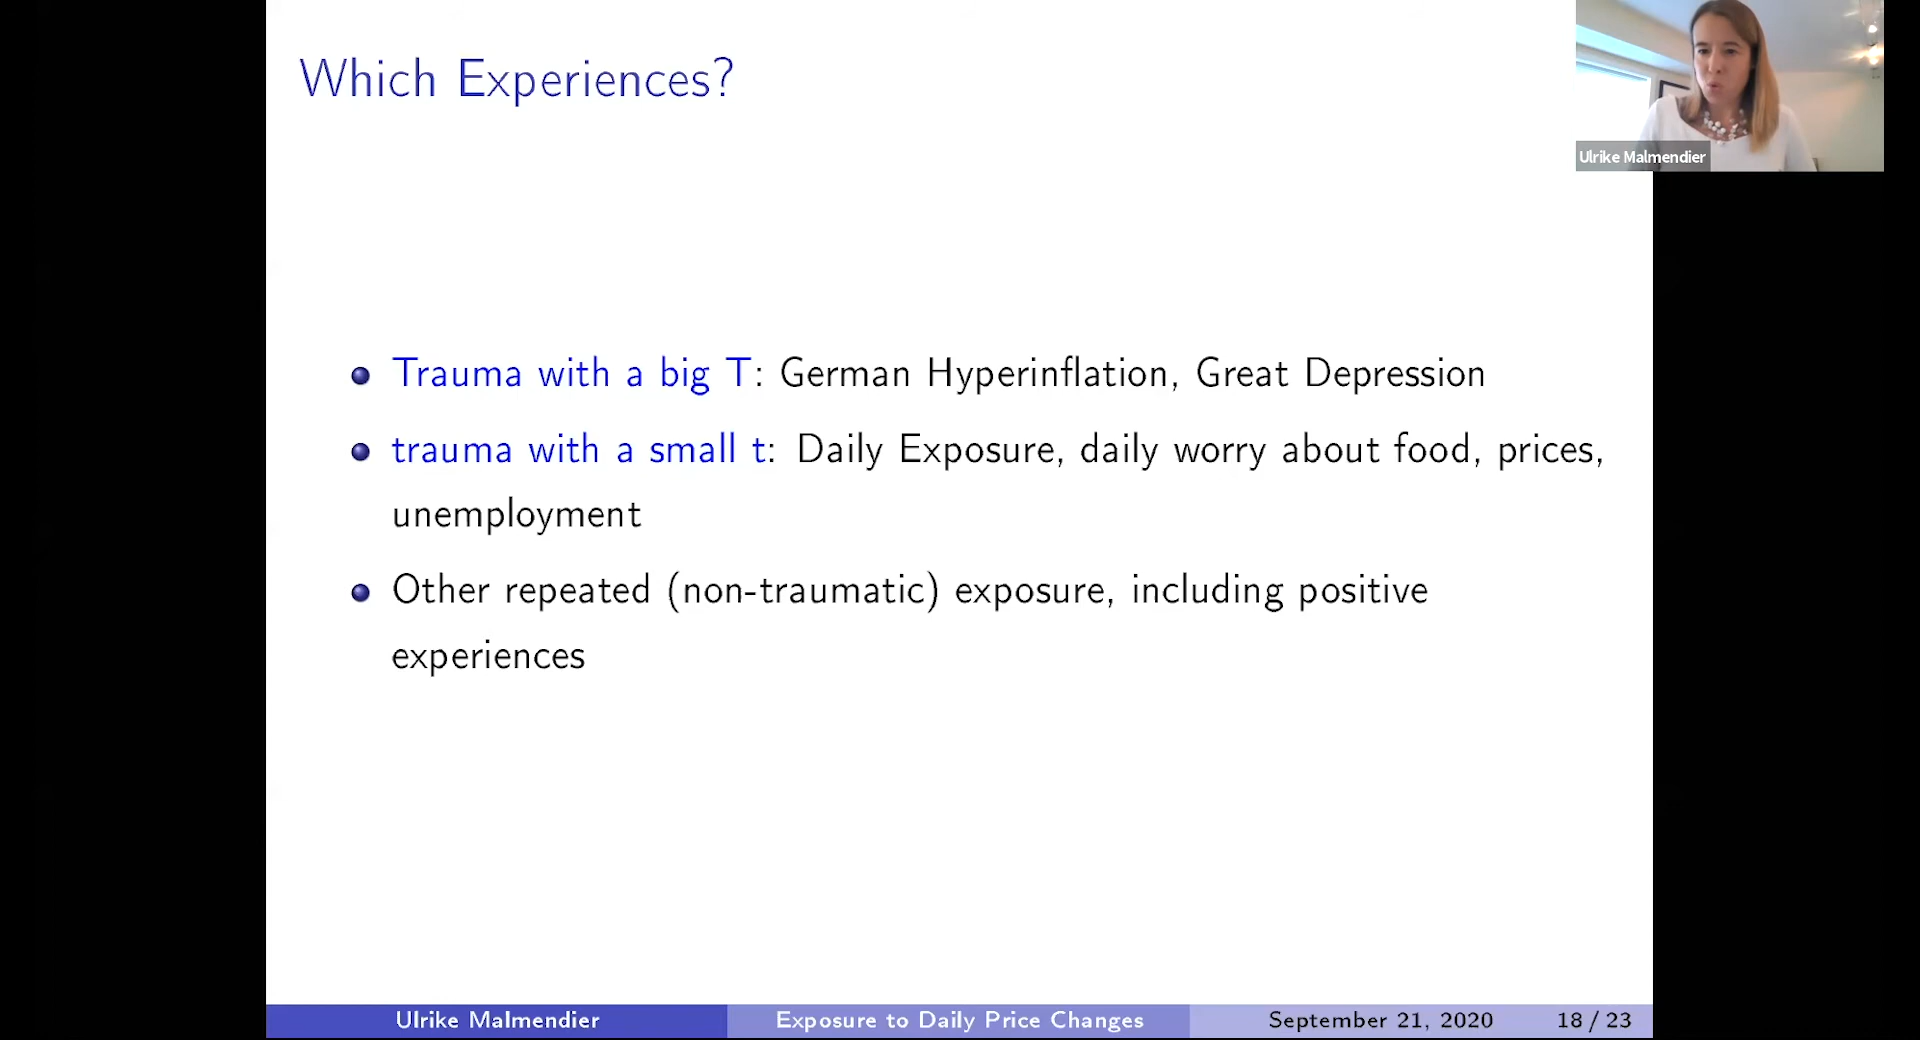 Which Experiences?
Ulrike Malmendier
• Trauma with a big T: German Hyperinflation, Great Depression
• trauma with a small t: Daily Exposure, daily worry about food, prices,
unemployment
• Other repeated (non-traumatic) exposure, including positive
experiences
Ulrike Malmendier Exposure to Daily Price Changes September 21, 2020 18 / 23